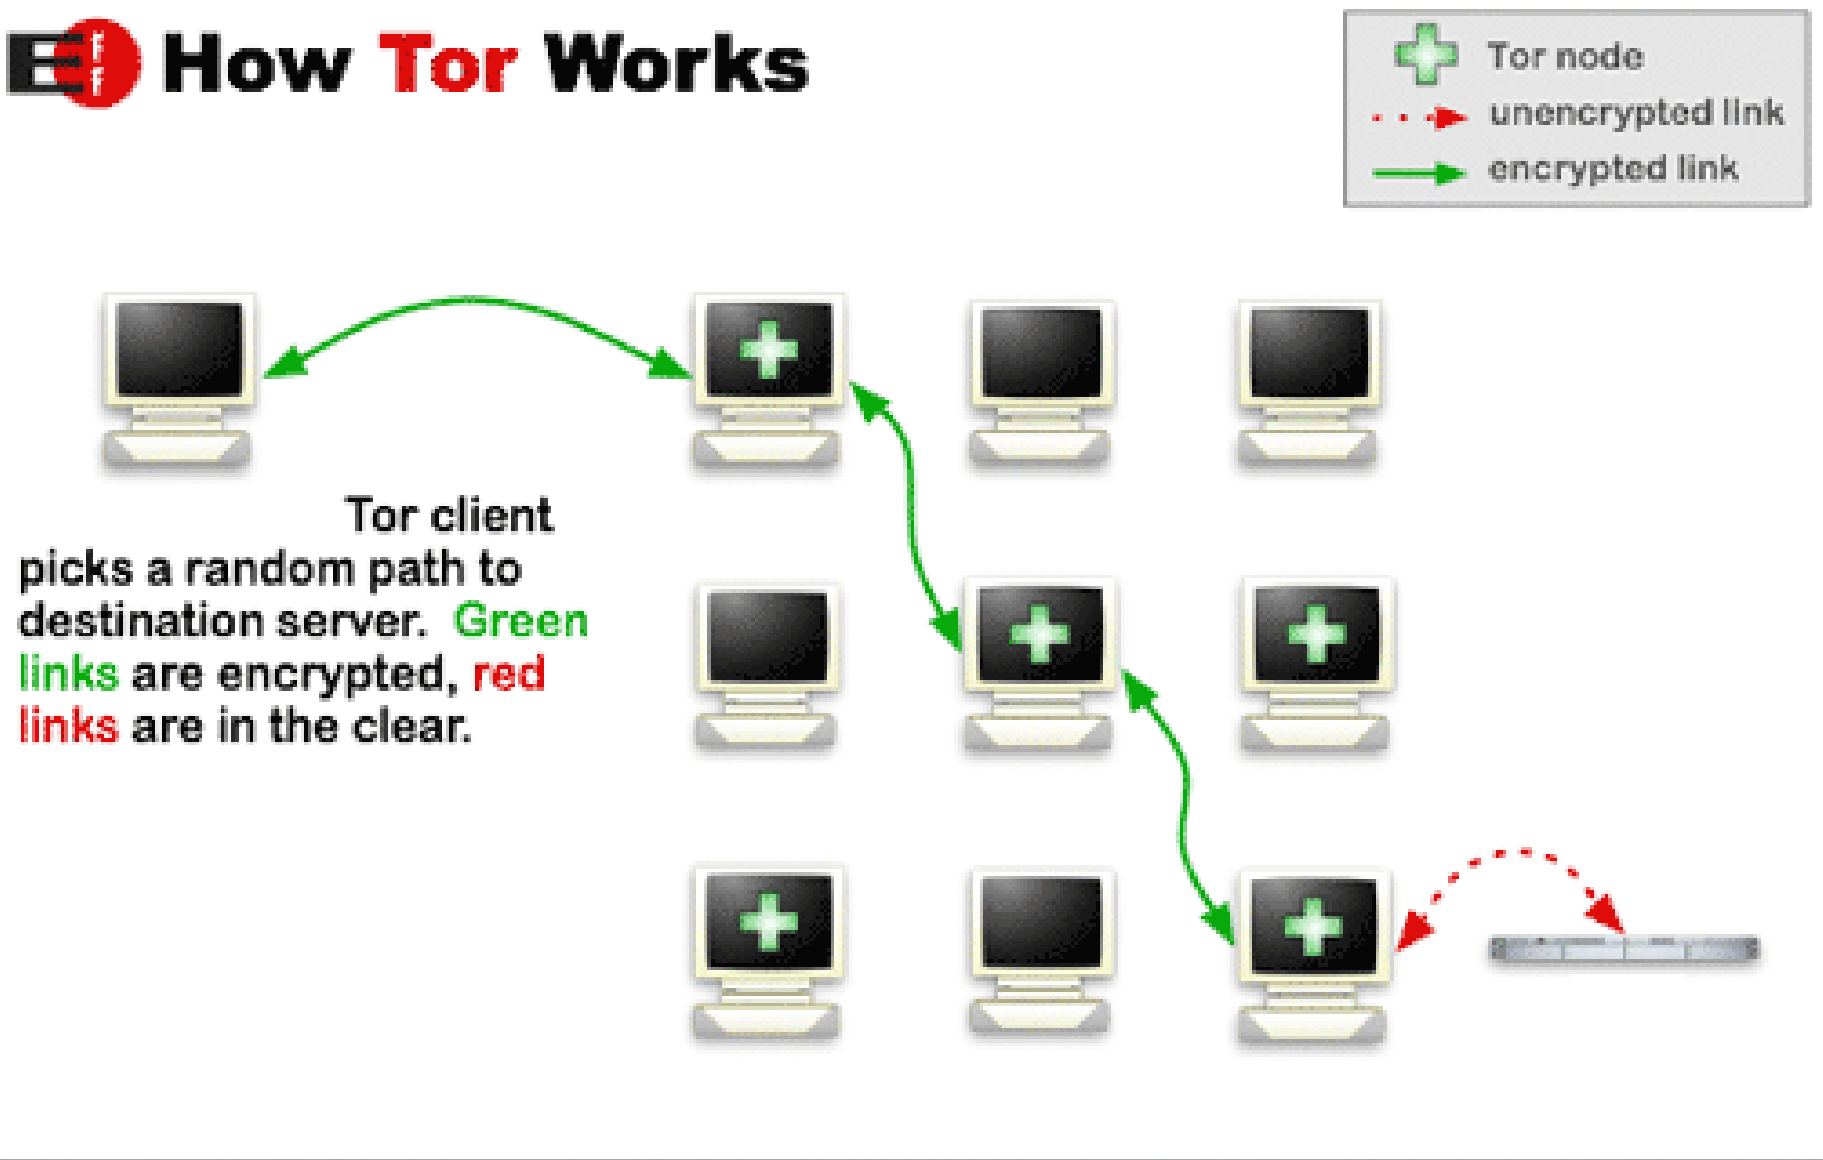 EFF How Tor Works
Tor node
unencrypted link
encrypted link
Tor client
picks a random path to
destination server. Green
links are encrypted, red
links are in the clear.